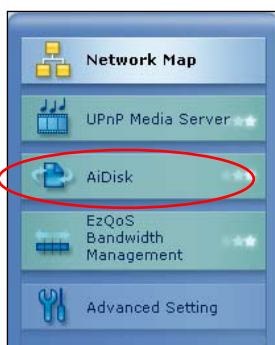 Network Map
UPnP Media Server
AiDisk
EzQoS
Bandwidth
Management
Advanced Setting